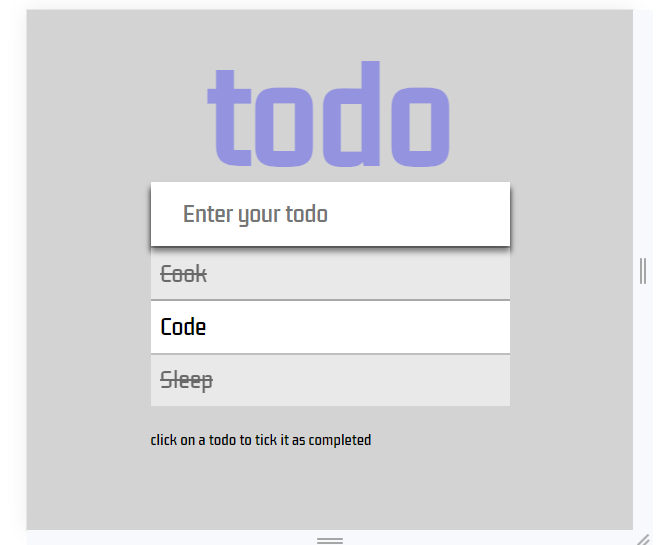 todo
Enter your todo
Cook
Code
Sleep
click on a todo to tick it as completed